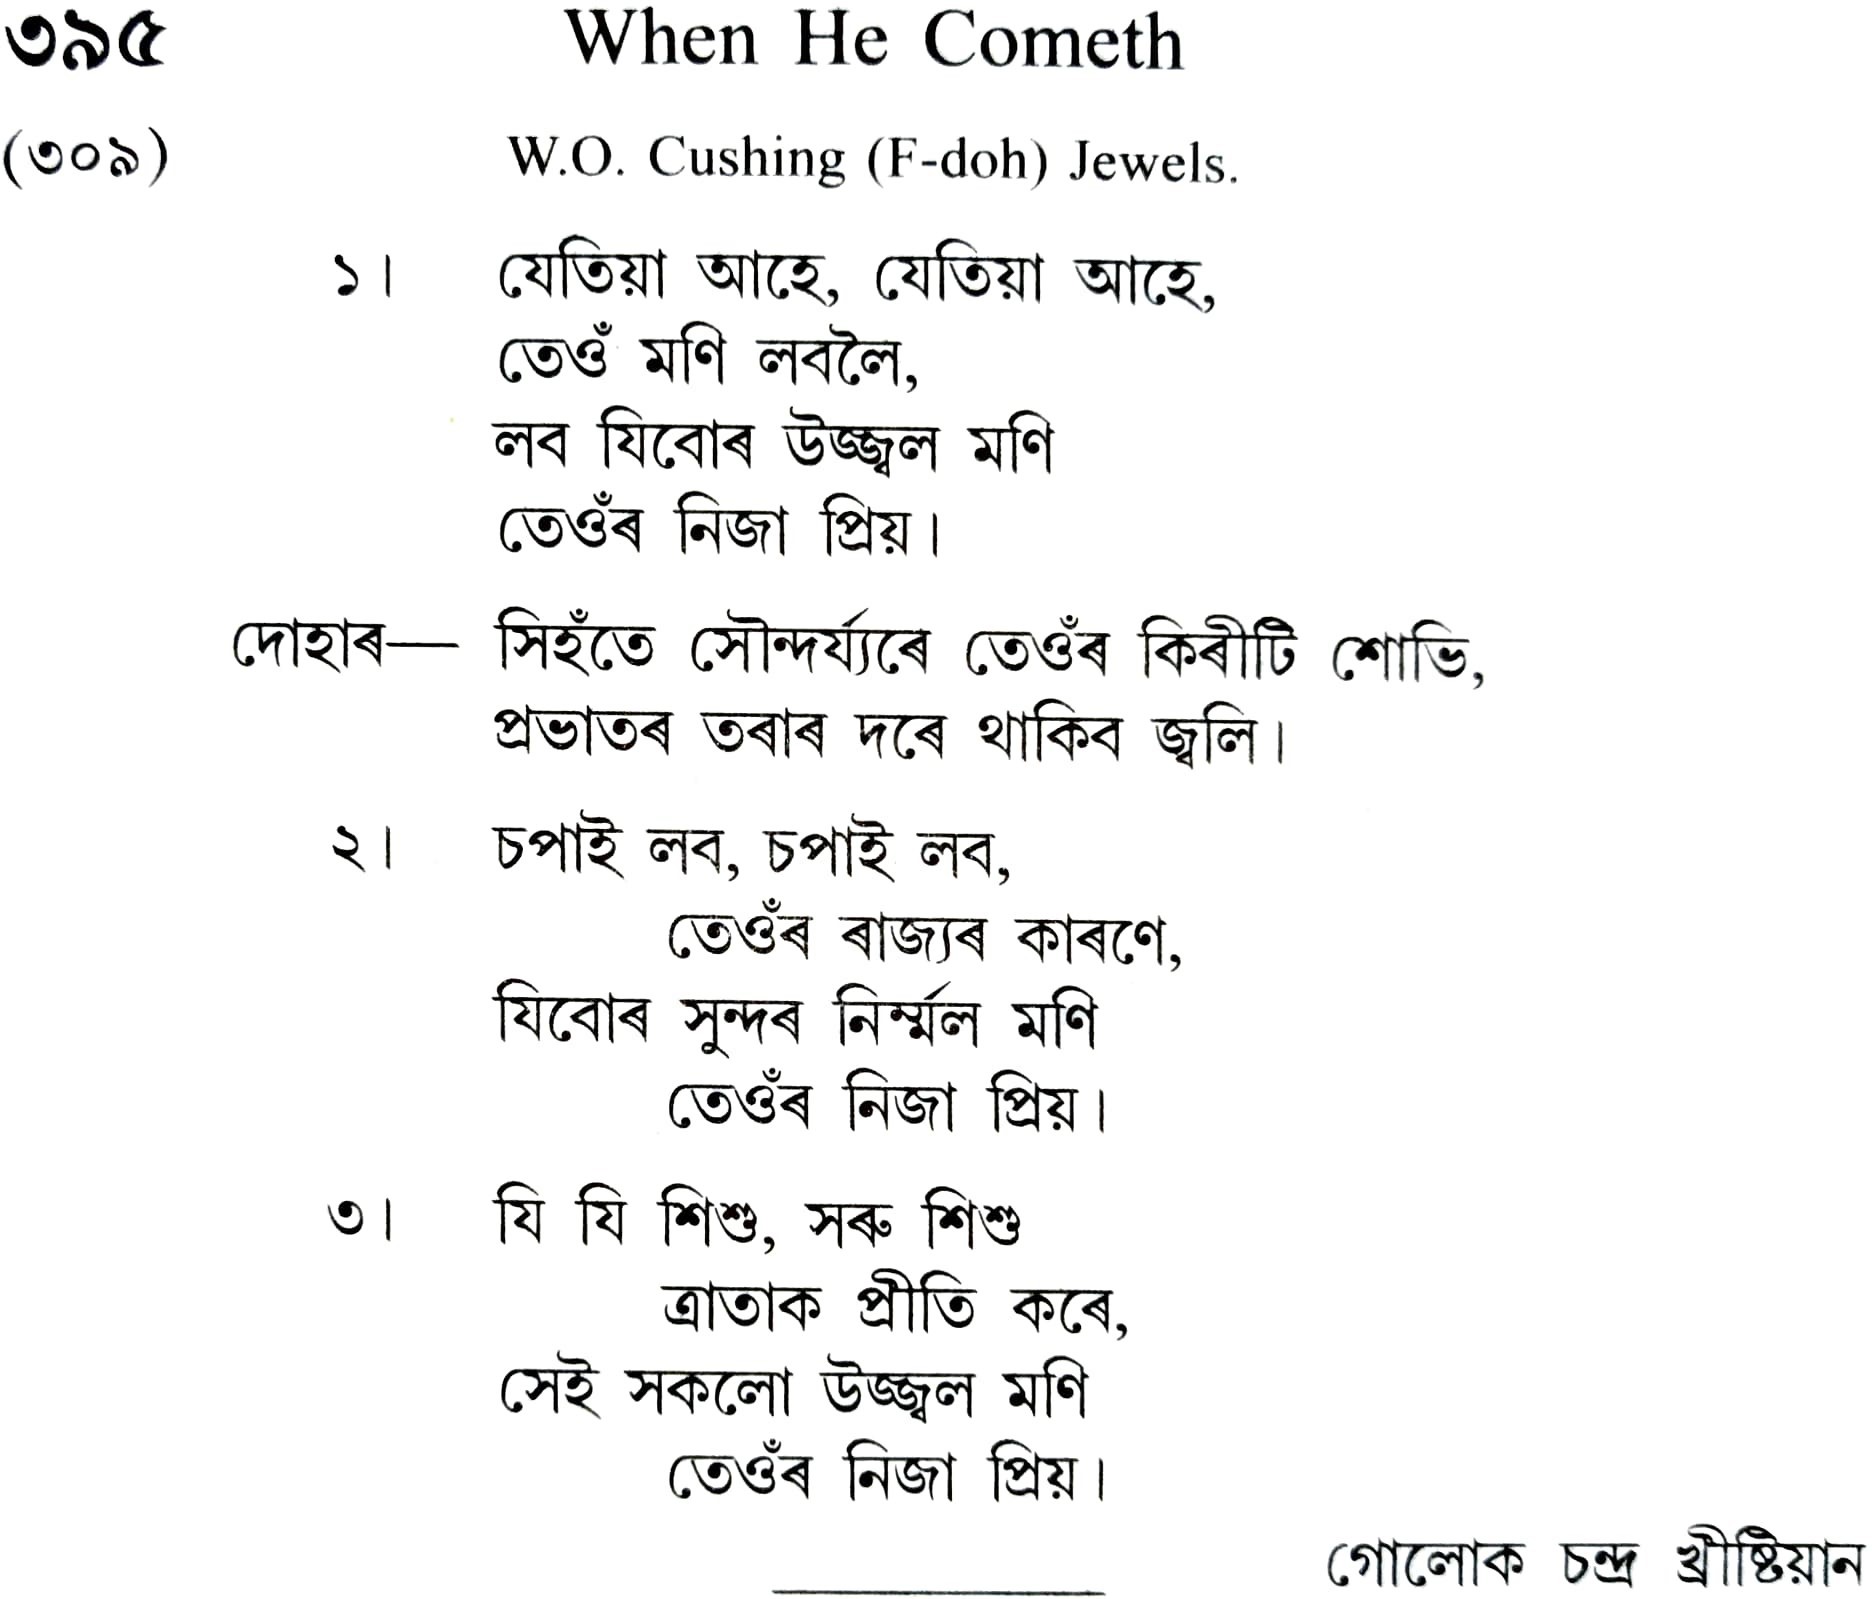 ৩৯৫ When He Cometh
(৩০৯) W.O. Cushing (F-doh) Jewels.
১। যেতিয়া আহে, যেতিয়া আহে,
তেওঁ মণি লবলৈ,
লব যিবোৰ উজ্জ্বল মণি
তেওঁৰ নিজা প্ৰিয়।
দোহাৰ— সিহঁতে সৌন্দৰ্য্যৰে তেওঁৰ কিৰীটি শোভি,
প্ৰভাতৰ তৰাৰ দৰে থাকিব জ্বলি।
২। চপাই লব, চপাই লব,
তেওঁৰ ৰাজ্যৰ কাৰণে,
যিবোৰ সুন্দৰ নিৰ্ম্মল মণি
তেওঁৰ নিজা প্ৰিয়।
৩। যি যি শিশু, সৰু শিশু
ত্ৰাতাক প্ৰীতি কৰে,
সেই সকলো উজ্জ্বল মণি
তেওঁৰ নিজা প্ৰিয়।
গোলোক চন্দ্ৰ খ্ৰীষ্টিয়ান